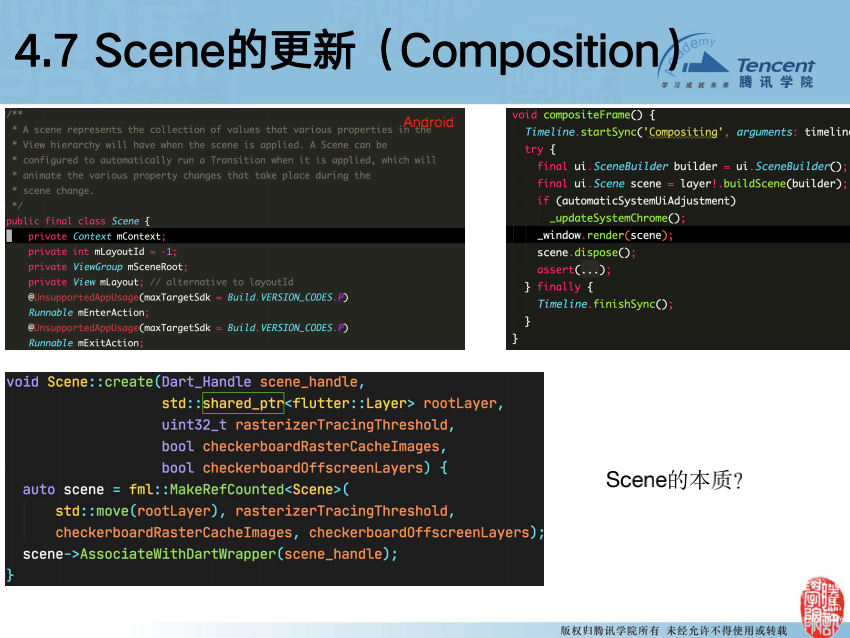 4.7 Scene的更新（Composition）
Academy
Tencent
腾讯学院
学习成就未来
/**
Android
* A scene represents the collection of values that various properties in the
* View hierarchy will have when the scene is applied. A Scene can be
* configured to automatically run a Transition when it is applied, which will
* animate the various property changes that take place during the
* scene change.
*/
public final class Scene {
private Context mContext;
private int mLayoutId = -1;
private ViewGroup mSceneRoot;
private View mLayout; // alternative to layoutId
@UnsupportedAppUsage(maxTargetSdk = Build.VERSION_CODES.P)
Runnable mEnterAction;
@UnsupportedAppUsage(maxTargetSdk = Build.VERSION_CODES.P)
Runnable mExitAction;
void compositeFrame() {
Timeline.startSync('Compositing', arguments: timelin
try {
final ui.SceneBuilder builder = ui.SceneBuilder();
final ui.Scene scene = layer!.buildScene(builder);
if (automaticSystemUiAdjustment)
_updateSystemChrome();
_window.render(scene);
scene.dispose();
assert(...);
} finally {
Timeline.finishSync();
}
}
void Scene::create(Dart_Handle scene_handle,
std::shared_ptr<flutter::Layer> rootLayer,
uint32_t rasterizerTracingThreshold,
bool checkerboardRasterCacheImages,
bool checkerboardOffscreenLayers) {
auto scene = fml::MakeRefCounted<Scene>(
std::move(rootLayer), rasterizerTracingThreshold,
checkerboardRasterCacheImages, checkerboardOffscreenLayers);
scene->AssociateWithDartWrapper(scene_handle);
}
Scene的本质？
版权归腾讯学院所有 未经允许不得使用或转载